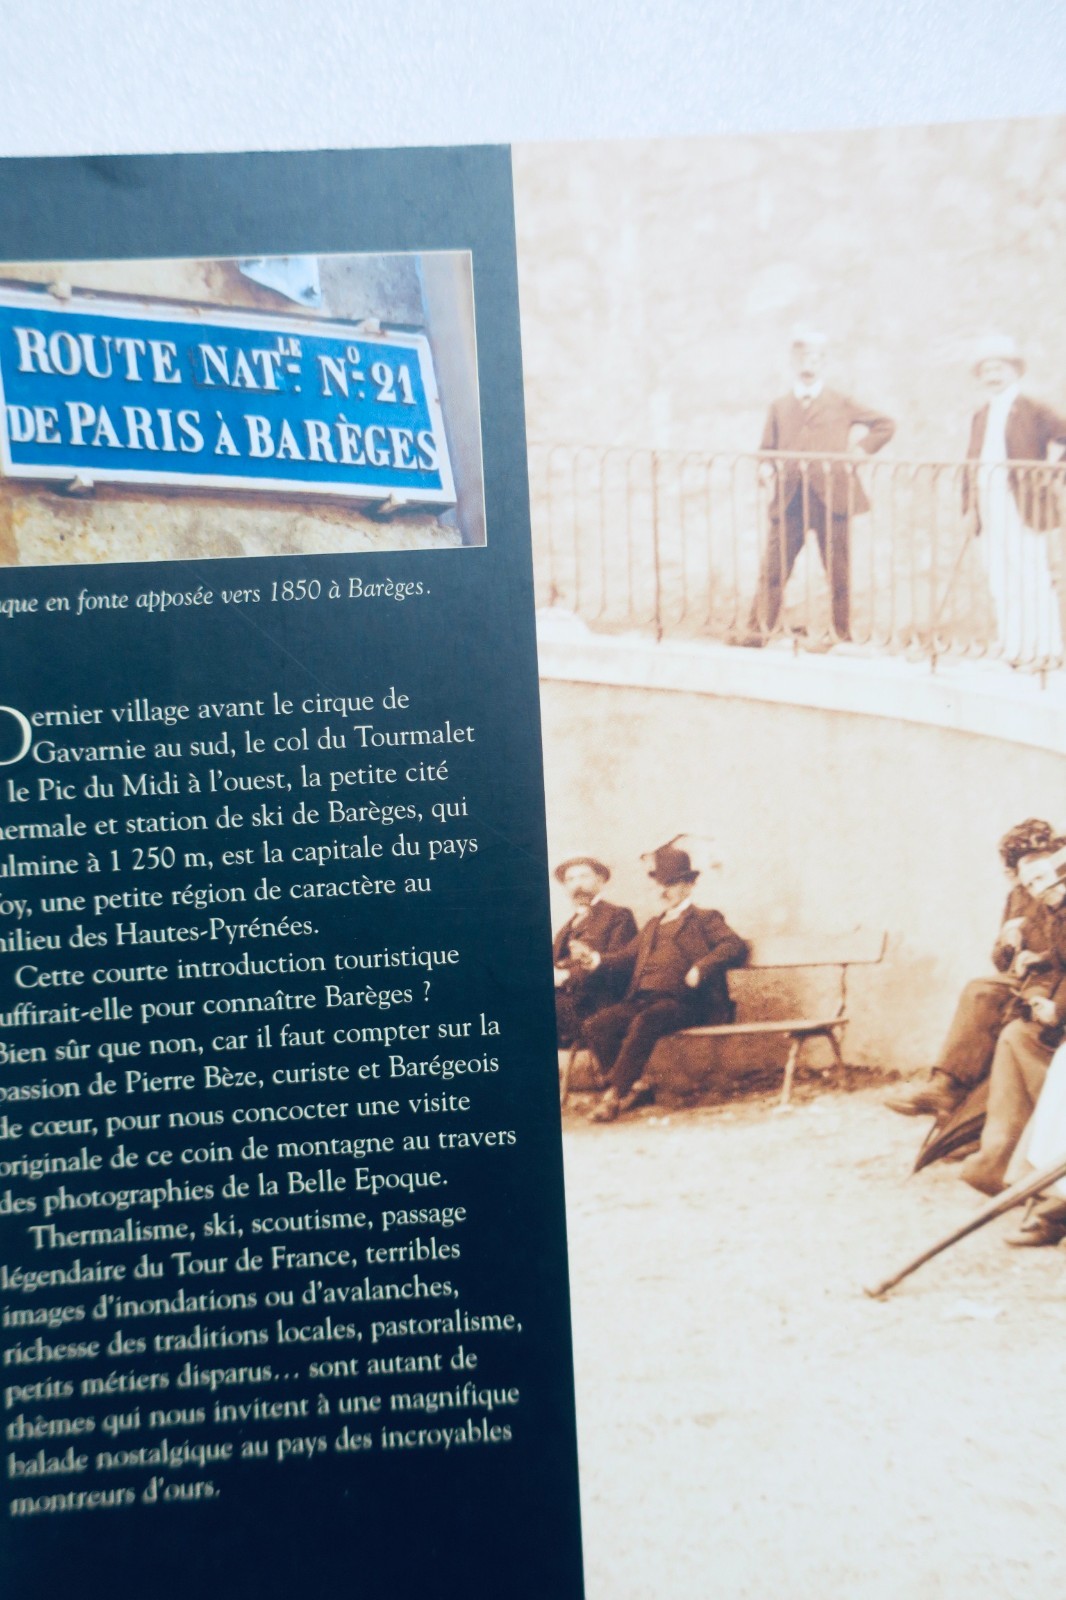 ROUTE NAT.LE No. 21
DE PARIS À BARÈGES
que en fonte apposée vers 1850 à Barèges.
Dernier village avant le cirque de
Gavarnie au sud, le col du Tourmalet
le Pic du Midi à l'ouest, la petite cité
hermale et station de ski de Barèges, qui
ulmine à 1 250 m, est la capitale du pays
oy, une petite région de caractère au
milieu des Hautes-Pyrénées.
Cette courte introduction touristique
uffirait-elle pour connaître Barèges ?
Bien sûr que non, car il faut compter sur la
passion de Pierre Bèze, curiste et Barégeois
de cœur, pour nous concocter une visite
originale de ce coin de montagne au travers
des photographies de la Belle Epoque.
Thermalisme, ski, scoutisme, passage
légendaire du Tour de France, terribles
images d'inondations ou d'avalanches,
richesse des traditions locales, pastoralisme,
petits métiers disparus... sont autant de
thèmes qui nous invitent à une magnifique
balade nostalgique au pays des incroyables
montreurs d'ours.